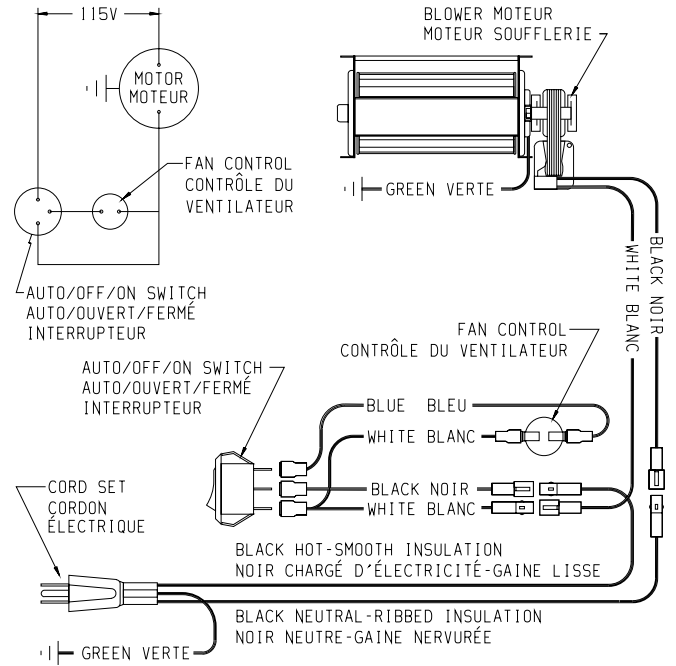 115V
MOTOR
MOTEUR
FAN CONTROL
CONTRÔLE DU
VENTILATEUR
AUTO/OFF/ON SWITCH
AUTO/OUVERT/FERMÉ
INTERRUPTEUR
BLOWER MOTEUR
MOTEUR SOUFFLERIE
GREEN VERTE
BLACK NOIR
WHITE BLANC
FAN CONTROL
CONTRÔLE DU VENTILATEUR
AUTO/OFF/ON SWITCH
AUTO/OUVERT/FERMÉ
INTERRUPTEUR
BLUE BLEU
WHITE BLANC
BLACK NOIR
WHITE BLANC
CORD SET
CORDON
ÉLECTRIQUE
BLACK HOT-SMOOTH INSULATION
NOIR CHARGÉ D'ÉLECTRICITÉ-GAINE LISSE
BLACK NEUTRAL-RIBBED INSULATION
NOIR NEUTRE-GAINE NERVURÉE
GREEN VERTE